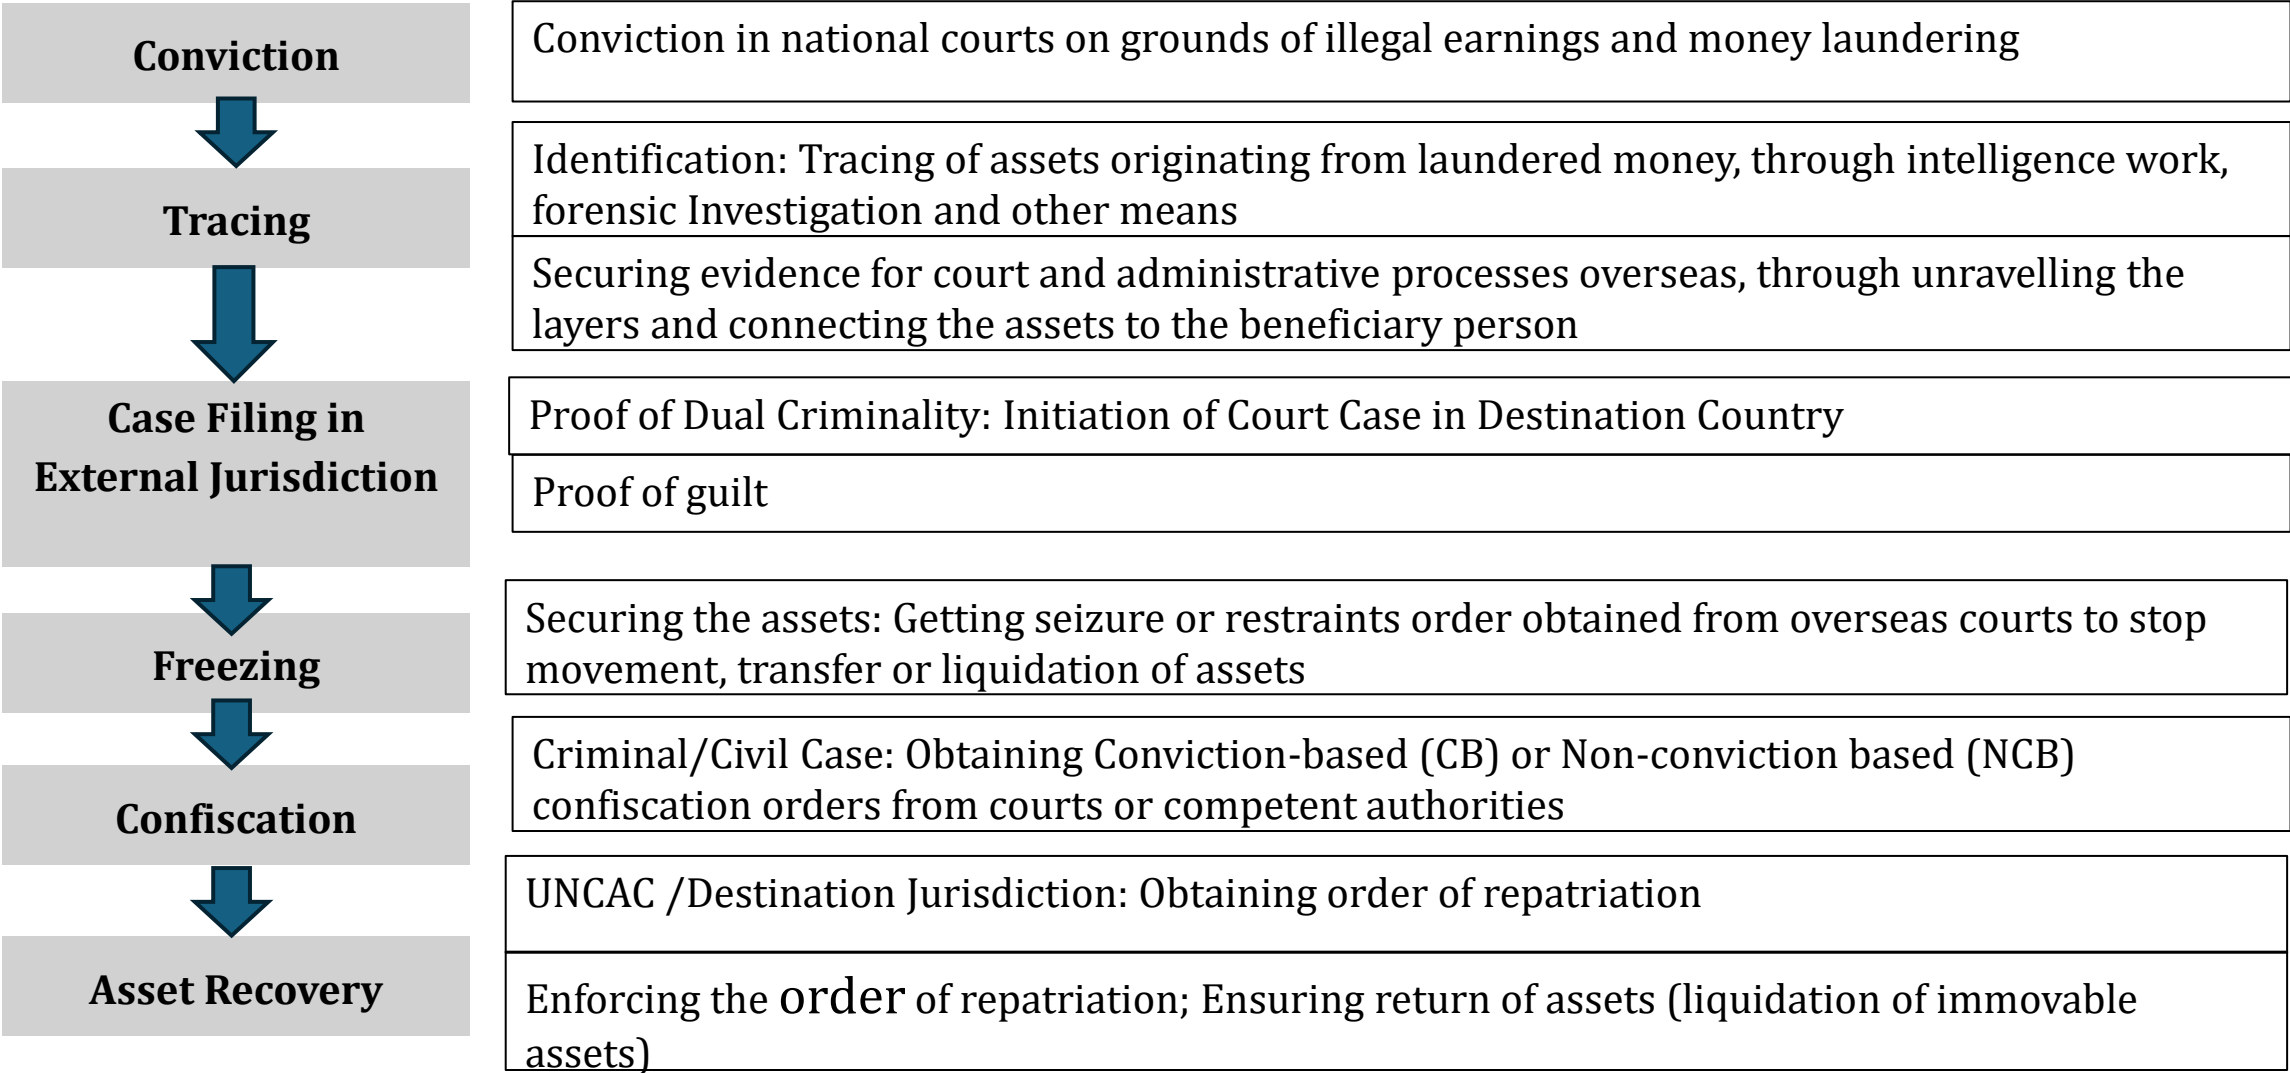 Conviction
Conviction in national courts on grounds of illegal earnings and money laundering
Tracing
Identification: Tracing of assets originating from laundered money, through intelligence work,
forensic Investigation and other means
Securing evidence for court and administrative processes overseas, through unravelling the
layers and connecting the assets to the beneficiary person
Case Filing in
External Jurisdiction
Proof of Dual Criminality: Initiation of Court Case in Destination Country
Proof of guilt
Freezing
Securing the assets: Getting seizure or restraints order obtained from overseas courts to stop
movement, transfer or liquidation of assets
Confiscation
Criminal/Civil Case: Obtaining Conviction-based (CB) or Non-conviction based (NCB)
confiscation orders from courts or competent authorities
Asset Recovery
UNCAC /Destination Jurisdiction: Obtaining order of repatriation
Enforcing the order of repatriation; Ensuring return of assets (liquidation of immovable
assets)